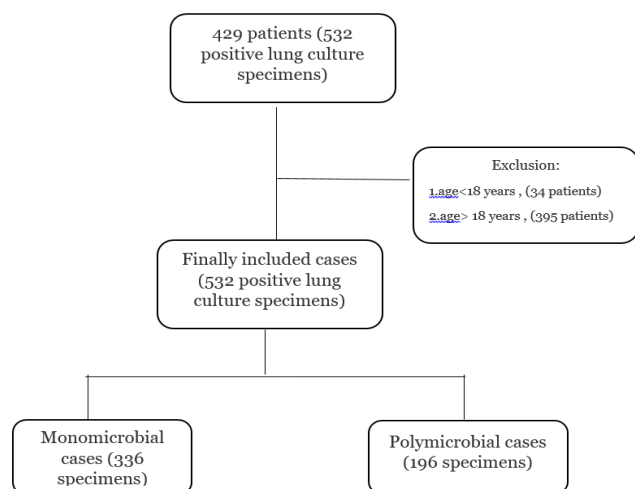 429 patients (532
positive lung culture
specimens)
Exclusion:
1.age<18 years , (34 patients)
2.age> 18 years , (395 patients)
Finally included cases
(532 positive lung
culture specimens)
Monomicrobial
cases (336
specimens)
Polymicrobial cases
(196 specimens)